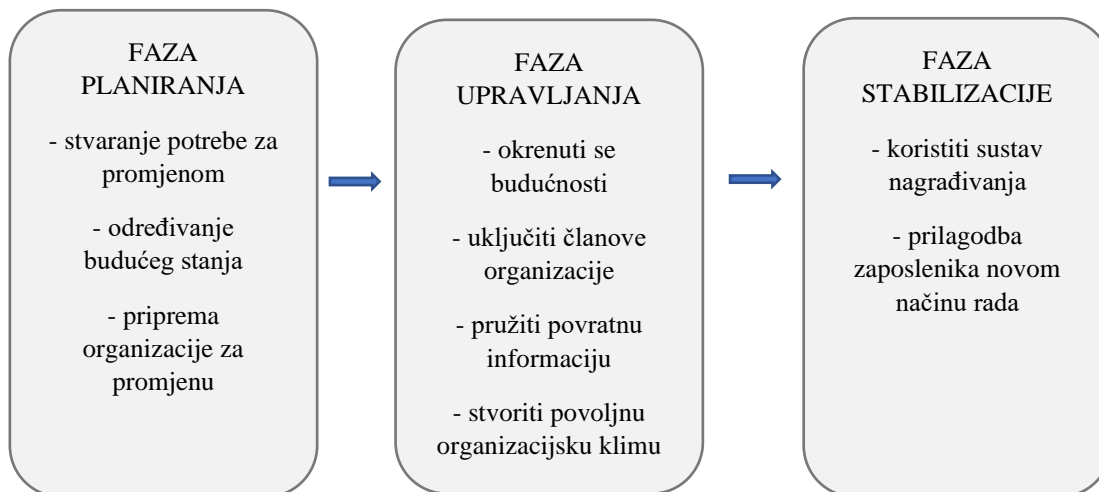 FAZA
PLANIRANJA
- stvaranje potrebe za
promjenom
- određivanje
budućeg stanja
- priprema
organizacije za
promjenu
FAZA
UPRAVLJANJA
- okrenuti se
budućnosti
- uključiti članove
organizacije
- pružiti povratnu
informaciju
- stvoriti povoljnu
organizacijsku klimu
FAZA
STABILIZACIJE
- koristiti sustav
nagrađivanja
- prilagodba
zaposlenika novom
načinu rada